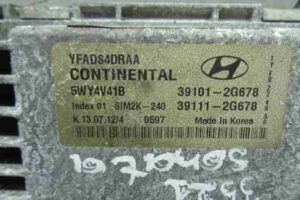 YFADS4DRAA
CONTINENTAL
5WY4V41B 39101-2G678
Index 01 SIM2K-240 39111-2G678
K 13.07.12/4 0597 Made in Korea